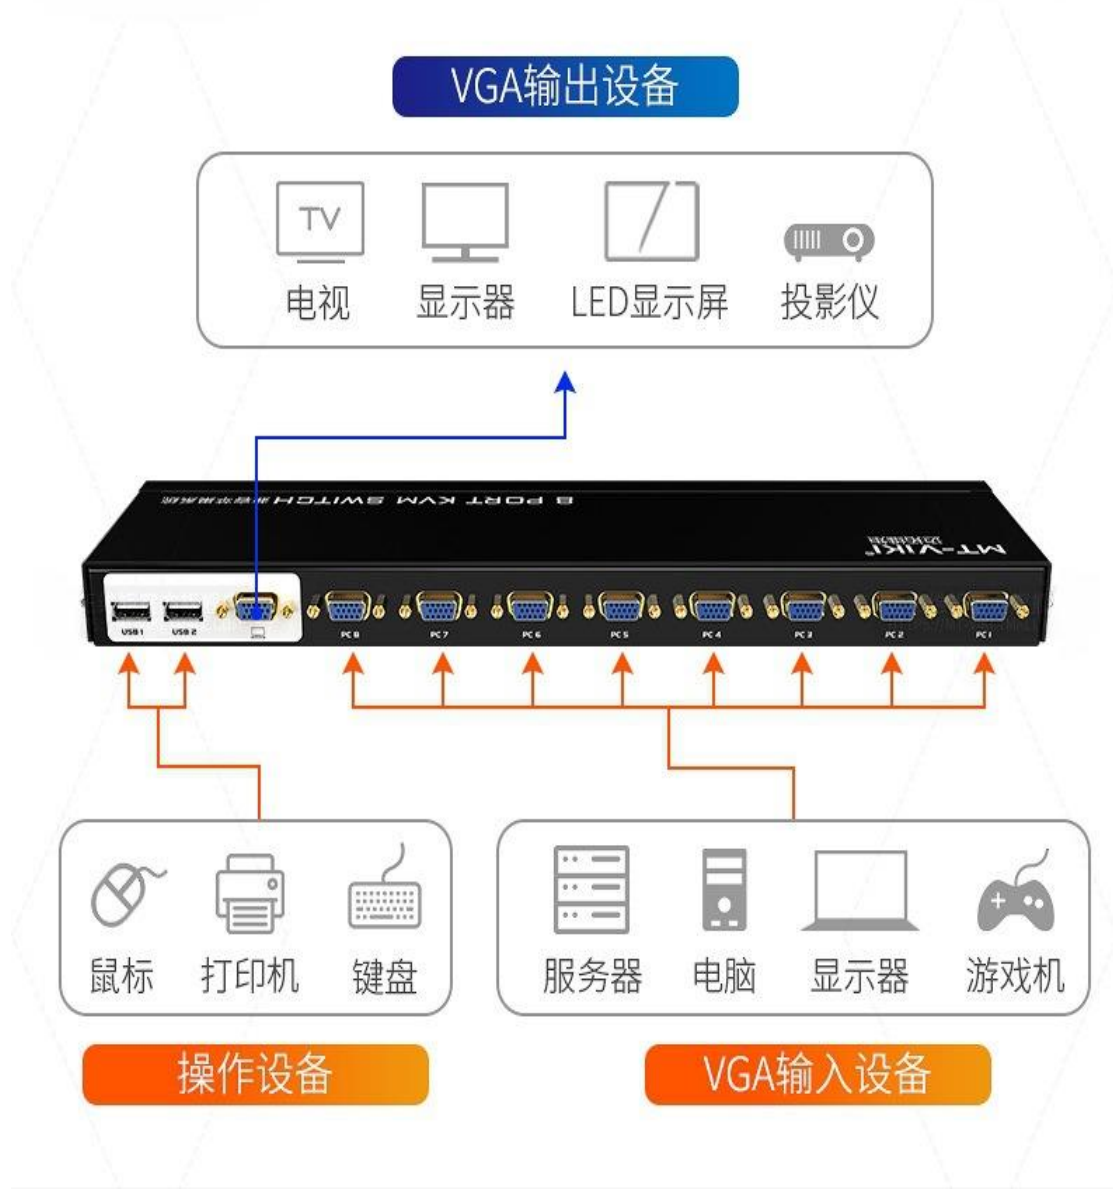 VGA输出设备
TV
电视
显示器
LED显示屏
投影仪
8 PORT KVM SWITCH
MT-VIKI®
迈拓维矩
USB 1
USB 2
PC 8
PC 7
PC 6
PC 5
PC 4
PC 3
PC 2
PC 1
鼠标
打印机
键盘
服务器
电脑
显示器
游戏机
操作设备
VGA输入设备